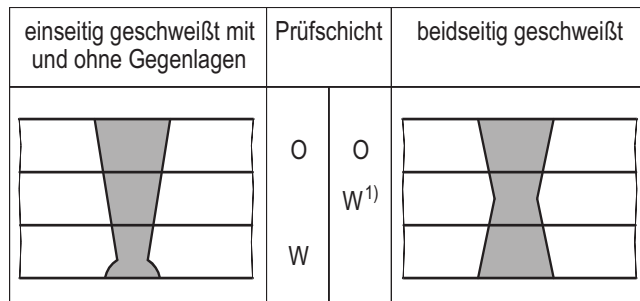 einseitig geschweißt mit
und ohne Gegenlagen
Prüfschicht
beidseitig geschweißt
O
O
W1)
W